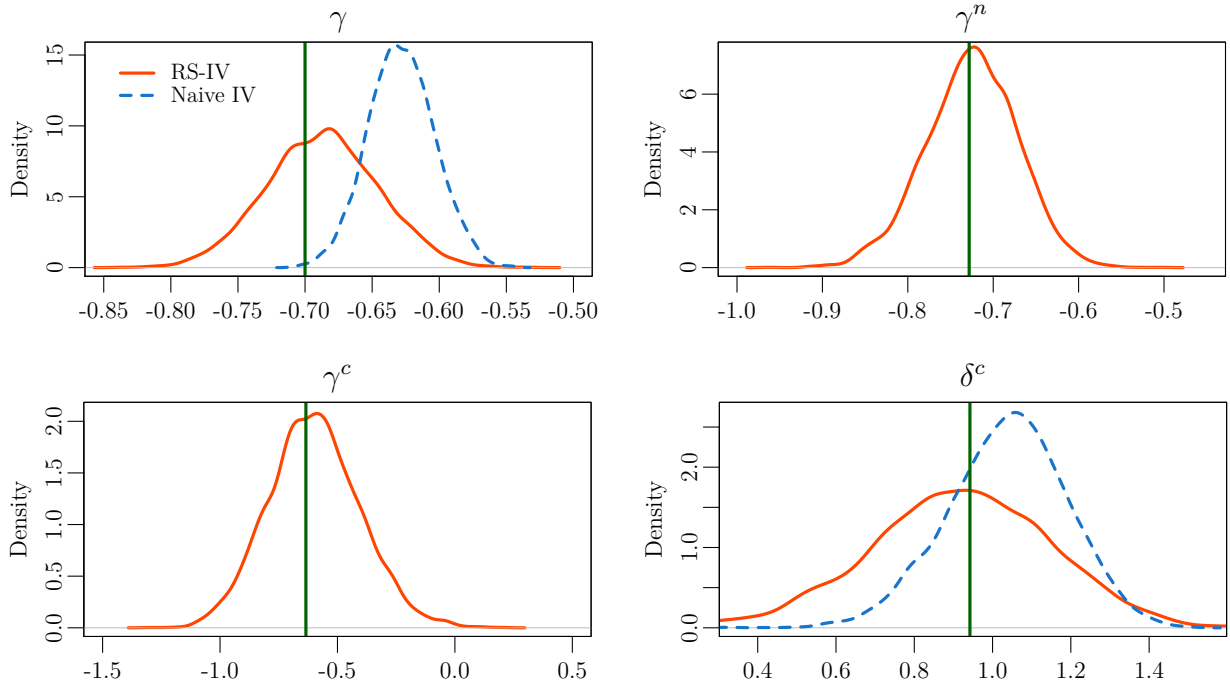 γ
γⁿ
RS-IV
Naive IV
Density
0 5 10 15
-0.85 -0.80 -0.75 -0.70 -0.65 -0.60 -0.55 -0.50
Density
0 2 4 6
-1.0 -0.9 -0.8 -0.7 -0.6 -0.5
γᶜ
δᶜ
Density
0.0 0.5 1.0 1.5 2.0
-1.5 -1.0 -0.5 0.0 0.5
Density
0.0 1.0 2.0
0.4 0.6 0.8 1.0 1.2 1.4